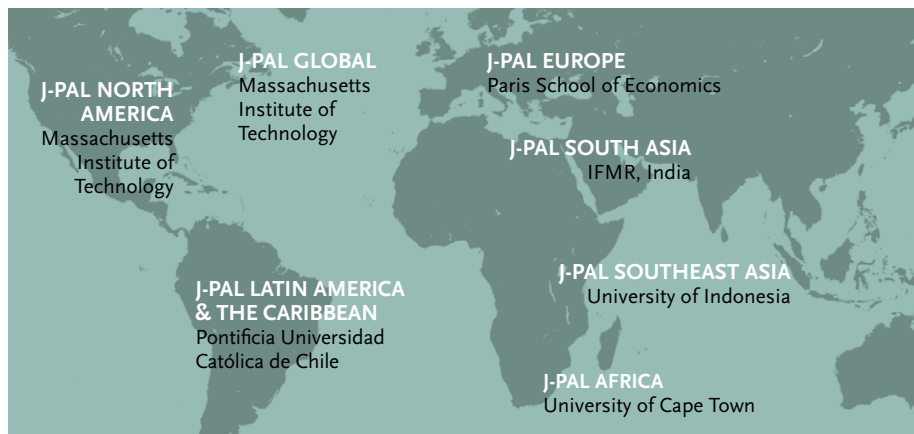 J-PAL NORTH
AMERICA
Massachusetts
Institute of
Technology
J-PAL GLOBAL
Massachusetts
Institute of
Technology
J-PAL EUROPE
Paris School of Economics
J-PAL SOUTH ASIA
IFMR, India
J-PAL LATIN AMERICA
& THE CARIBBEAN
Pontificia Universidad
Católica de Chile
J-PAL SOUTHEAST ASIA
University of Indonesia
J-PAL AFRICA
University of Cape Town